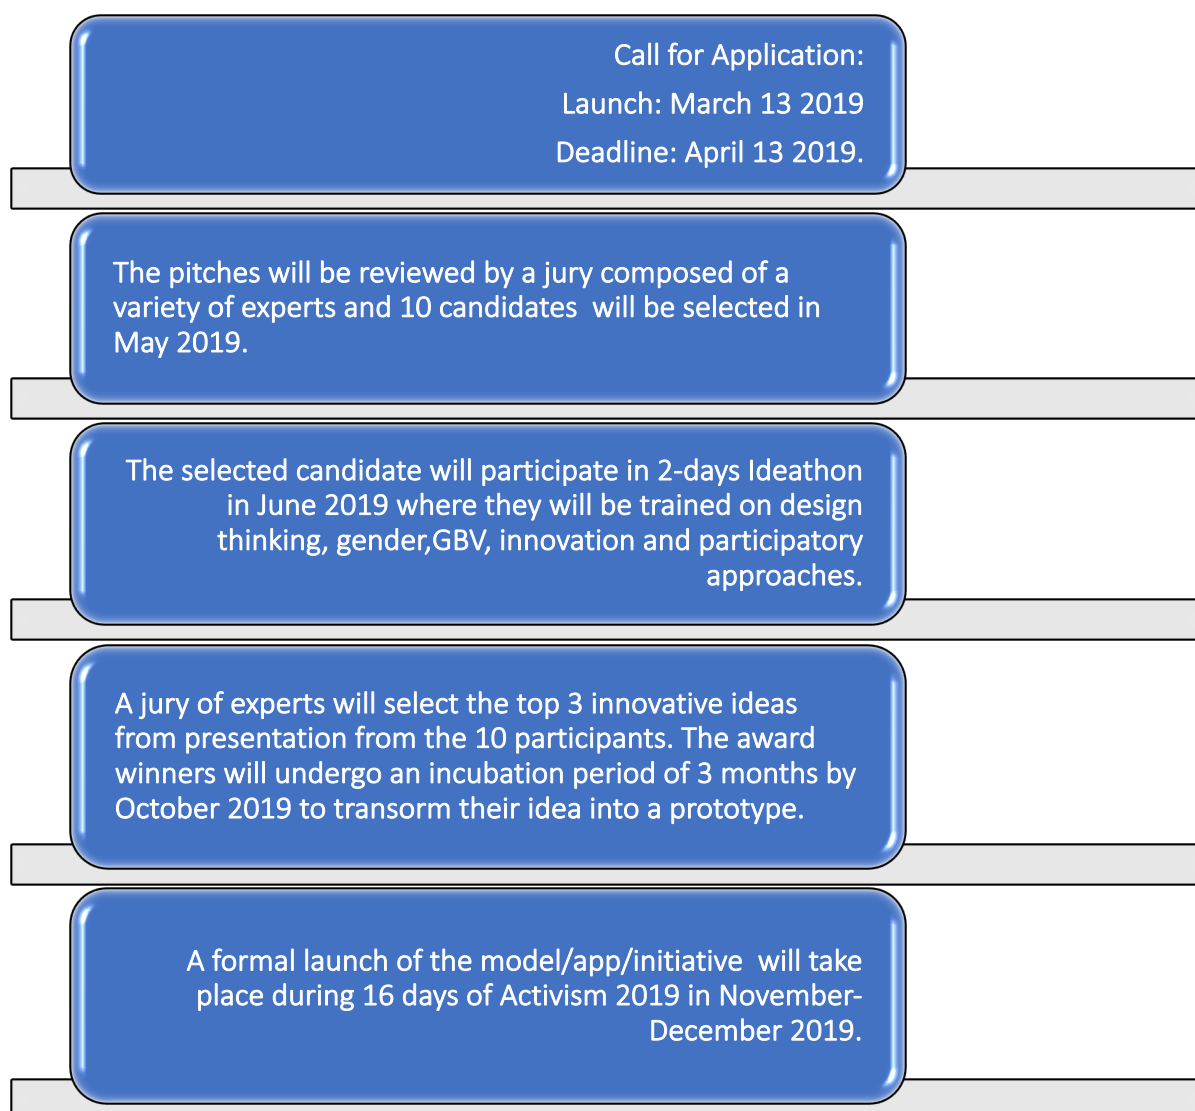 Call for Application:
Launch: March 13 2019
Deadline: April 13 2019.
The pitches will be reviewed by a jury composed of a
variety of experts and 10 candidates  will be selected in
May 2019.
The selected candidate will participate in 2-days Ideathon
in June 2019 where they will be trained on design
thinking, gender,GBV, innovation and participatory
approaches.
A jury of experts will select the top 3 innovative ideas
from presentation from the 10 participants. The award
winners will undergo an incubation period of 3 months by
October 2019 to transorm their idea into a prototype.
A formal launch of the model/app/initiative  will take
place during 16 days of Activism 2019 in November-
December 2019.